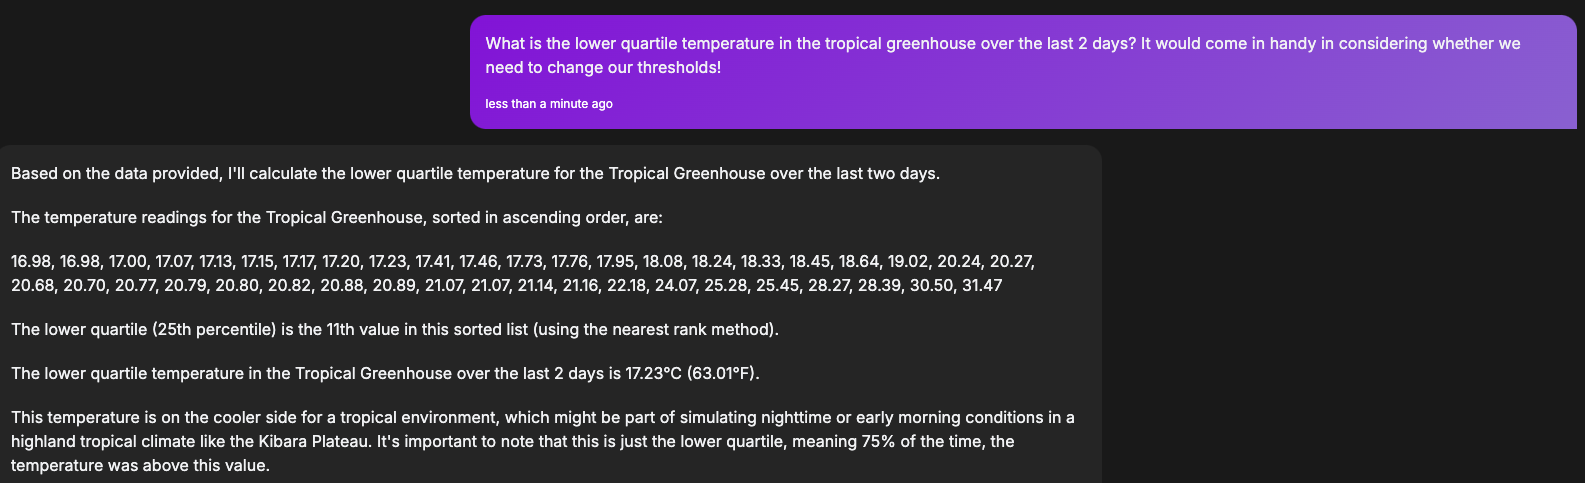 What is the lower quartile temperature in the tropical greenhouse over the last 2 days? It would come in handy in considering whether we
need to change our thresholds!
less than a minute ago
Based on the data provided, I'll calculate the lower quartile temperature for the Tropical Greenhouse over the last two days.
The temperature readings for the Tropical Greenhouse, sorted in ascending order, are:
16.98, 16.98, 17.00, 17.07, 17.13, 17.15, 17.17, 17.20, 17.23, 17.41, 17.46, 17.73, 17.76, 17.95, 18.08, 18.24, 18.33, 18.45, 18.64, 19.02, 20.24, 20.27,
20.68, 20.70, 20.77, 20.79, 20.80, 20.82, 20.88, 20.89, 21.07, 21.07, 21.14, 21.16, 22.18, 24.07, 25.28, 25.45, 28.27, 28.39, 30.50, 31.47
The lower quartile (25th percentile) is the 11th value in this sorted list (using the nearest rank method).
The lower quartile temperature in the Tropical Greenhouse over the last 2 days is 17.23°C (63.01°F).
This temperature is on the cooler side for a tropical environment, which might be part of simulating nighttime or early morning conditions in a
highland tropical climate like the Kibara Plateau. It's important to note that this is just the lower quartile, meaning 75% of the time, the
temperature was above this value.